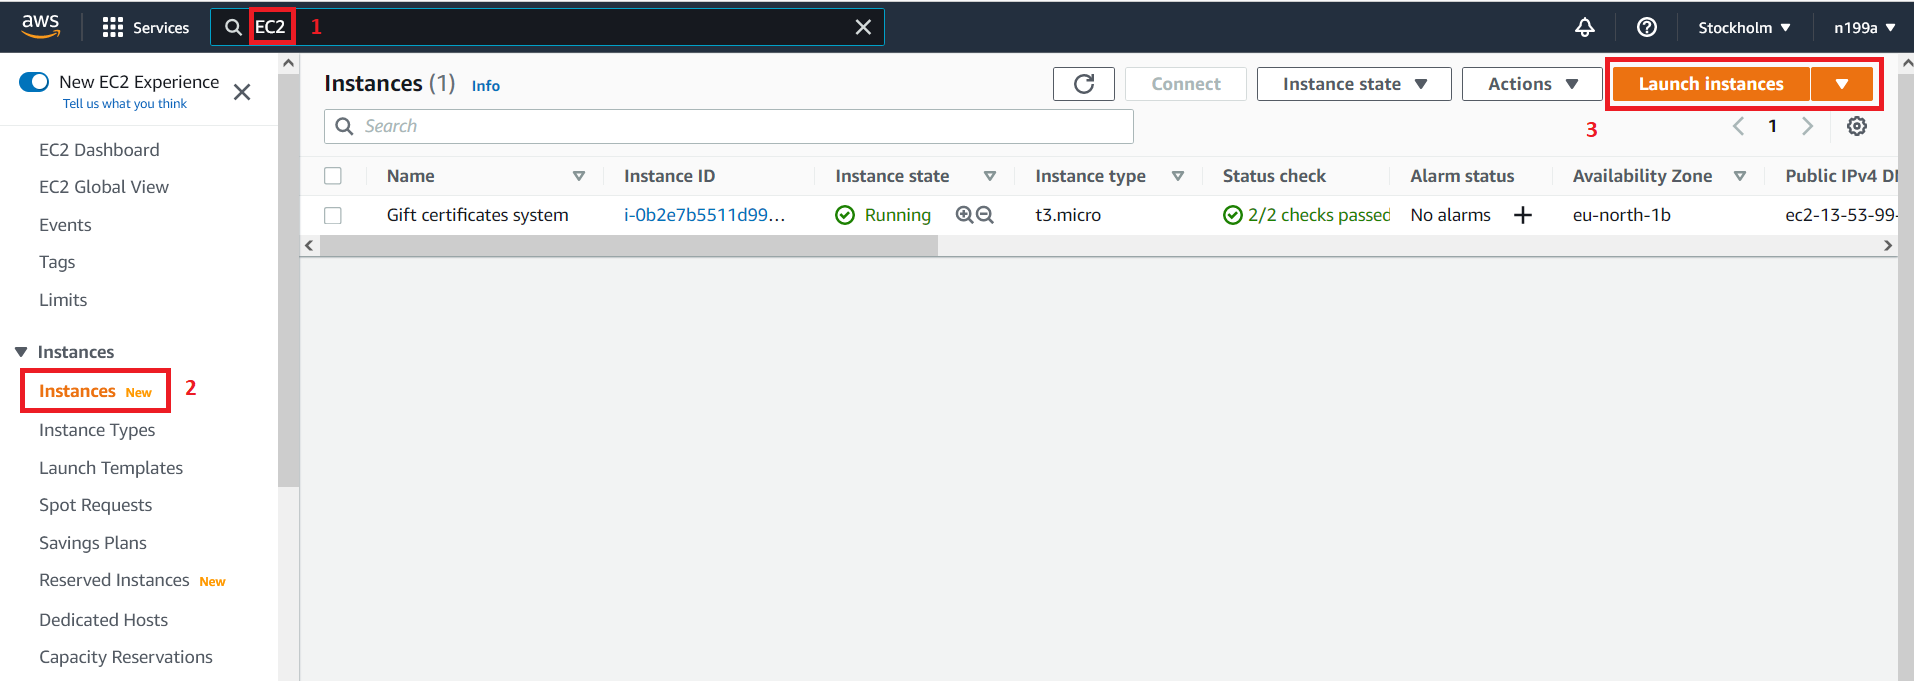 aws
Services
EC2
1
Stockholm
n199a
New EC2 Experience
Tell us what you think
EC2 Dashboard
EC2 Global View
Events
Tags
Limits
Instances
Instances New
2
Instance Types
Launch Templates
Spot Requests
Savings Plans
Reserved Instances New
Dedicated Hosts
Capacity Reservations
Instances (1) Info
Connect
Instance state
Actions
Launch instances
Search
3
1
Name Instance ID Instance state Instance type Status check Alarm status Availability Zone Public IPv4
Gift certificates system i-0b2e7b5511d99... Running t3.micro 2/2 checks passed No alarms eu-north-1b ec2-13-53-99-